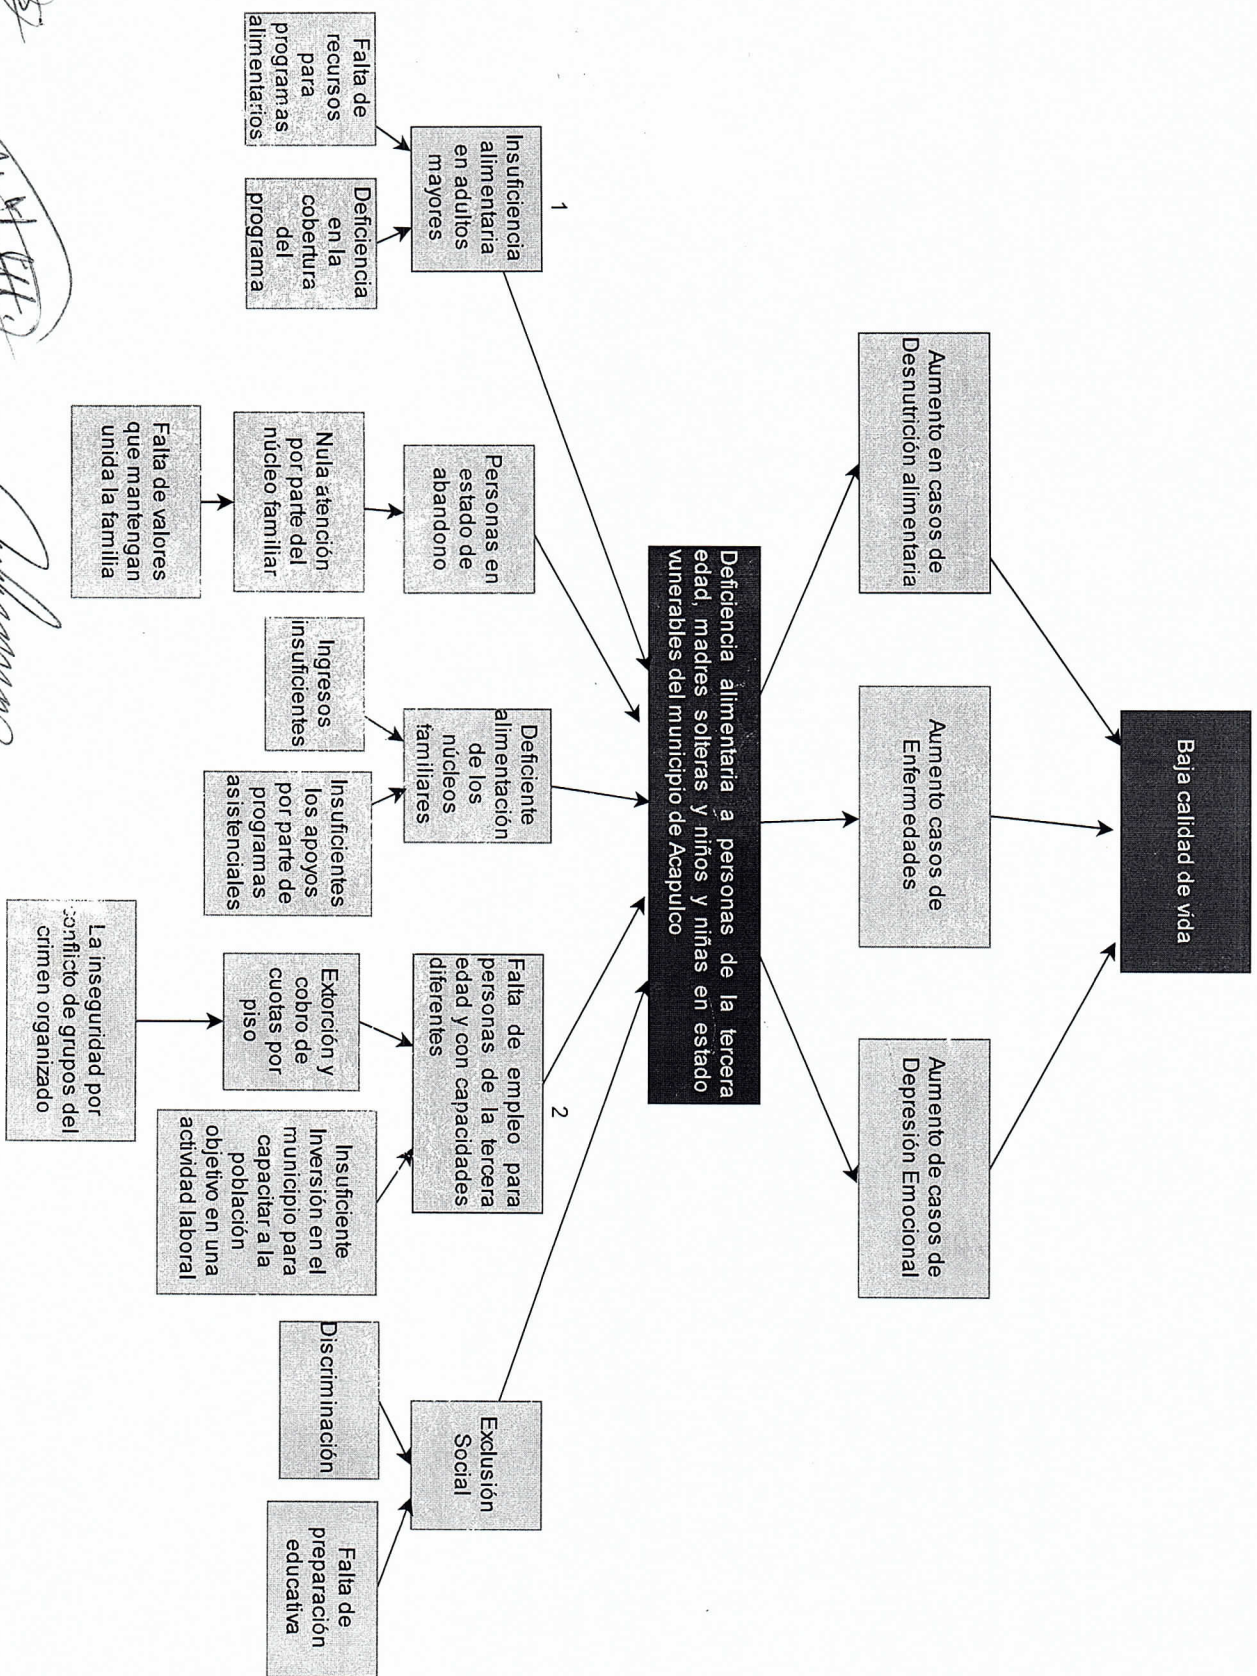 Baja calidad de vida
Aumento en casos de
Desnutrición alimentaria
Aumento casos de
Enfermedades
Aumento de casos de
Depresión Emocional
Deficiencia alimentaria a personas de la tercera
edad, madres solteras y niños y niñas en estado
vunerables del municipio de Acapulco
1
Insuficiencia
alimentaria
en adultos
mayores
Personas en
estado de
abandono
Deficiente
alimentación
de los
núcleos
familiares
2
Falta de empleo para
personas de la tercera
edad y con capacidades
diferentes
Exclusión
Social
Falta de
recursos
para
programas
alimentarios
Deficiencia
en la
cobertura
del
programa
Nula atención
por parte del
núcleo familiar
Ingresos
insuficientes
Insuficientes
los apoyos
por parte de
programas
asistenciales
Extorción y
cobro de
cuotas por
piso
Insuficiente
Inversión en el
municipio para
capacitar a la
población
objetivo en una
actividad laboral
Discriminación
Falta de
preparación
educativa
Falta de valores
que mantengan
unida la familia
La inseguridad por
conflicto de grupos del
crimen organizado